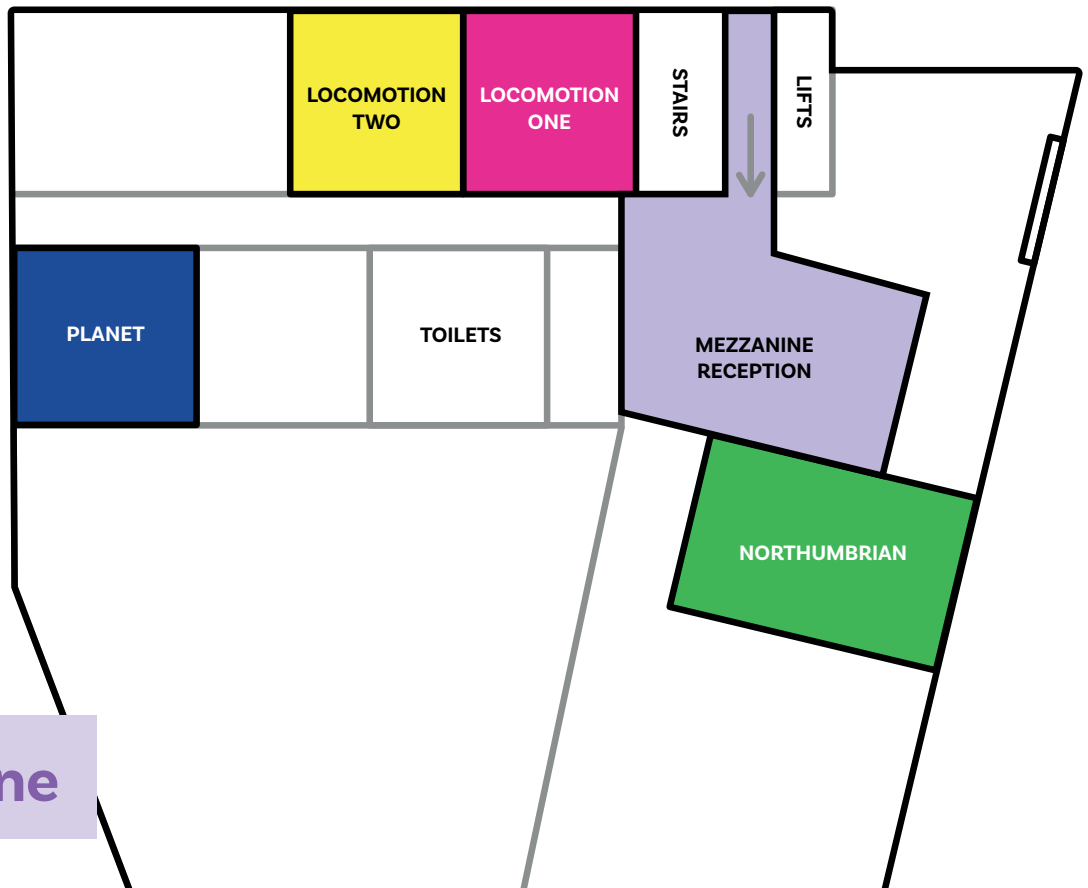 LOCOMOTION
TWO
LOCOMOTION
ONE
STAIRS
LIFTS
PLANET
TOILETS
MEZZANINE
RECEPTION
NORTHUMBRIAN
ne